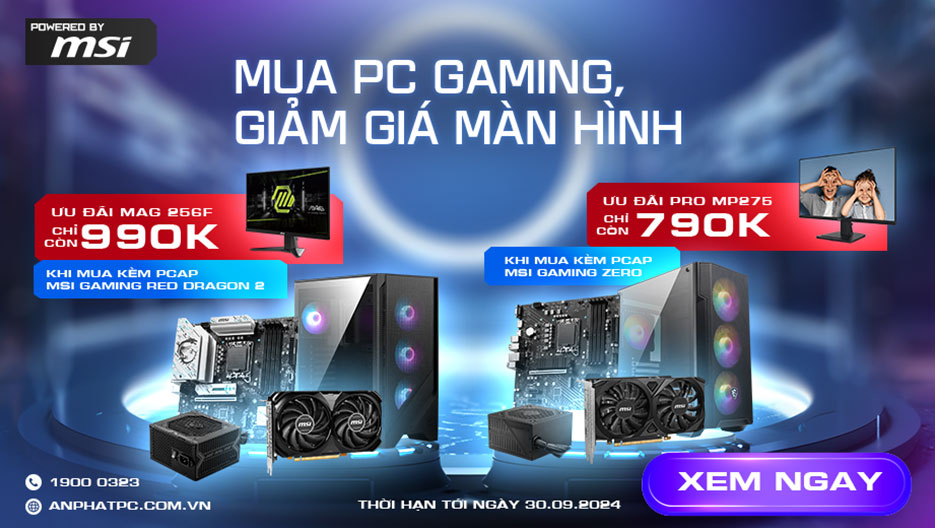 POWERED BY
msi
MUA PC GAMING,
GIẢM GIÁ MÀN HÌNH
ƯU ĐÃI MAG 256F
CHỈ CÒN 990K
KHI MUA KÈM PCAP
MSI GAMING RED DRAGON 2
ƯU ĐÃI PRO MP275
CHỈ CÒN 790K
KHI MUA KÈM PCAP
MSI GAMING ZERO
msi
msi
1900 0323
ANPHATPC.COM.VN
THỜI HẠN TỚI NGÀY 30.09.2024
XEM NGAY